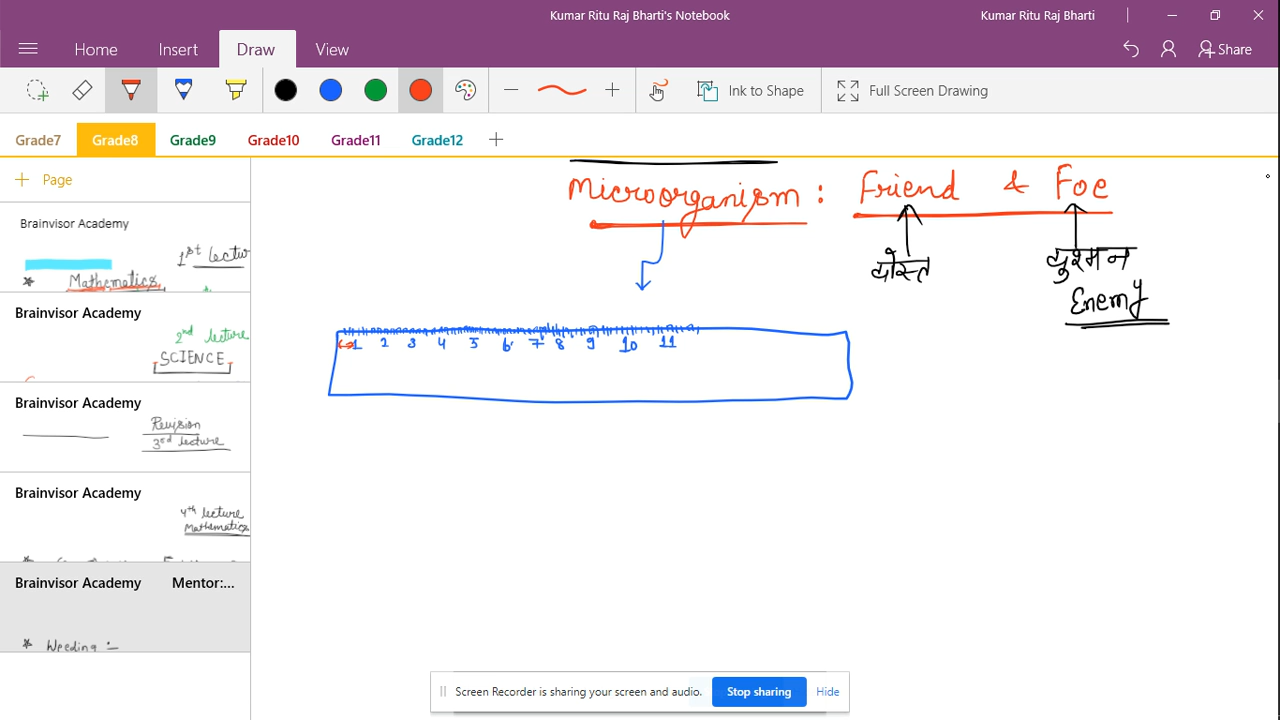 Kumar Ritu Raj Bharti's Notebook
Kumar Ritu Raj Bharti
Home Insert Draw View
Share
Ink to Shape
Full Screen Drawing
Grade7 Grade8 Grade9 Grade10 Grade11 Grade12
Page
Brainvisor Academy
1st lectur
* Mathematics
Brainvisor Academy
2nd lecture
SCIENCE
Brainvisor Academy
Revision
3rd lecture
Brainvisor Academy
4th lecture
Mathematics
Brainvisor Academy Mentor:...
* Weeding :-
Microorganism : Friend & Foe
दोस्त
दुश्मन
Enemy
1 2 3 4 5 6 7 8 9 10 11
Screen Recorder is sharing your screen and audio.
Stop sharing
Hide